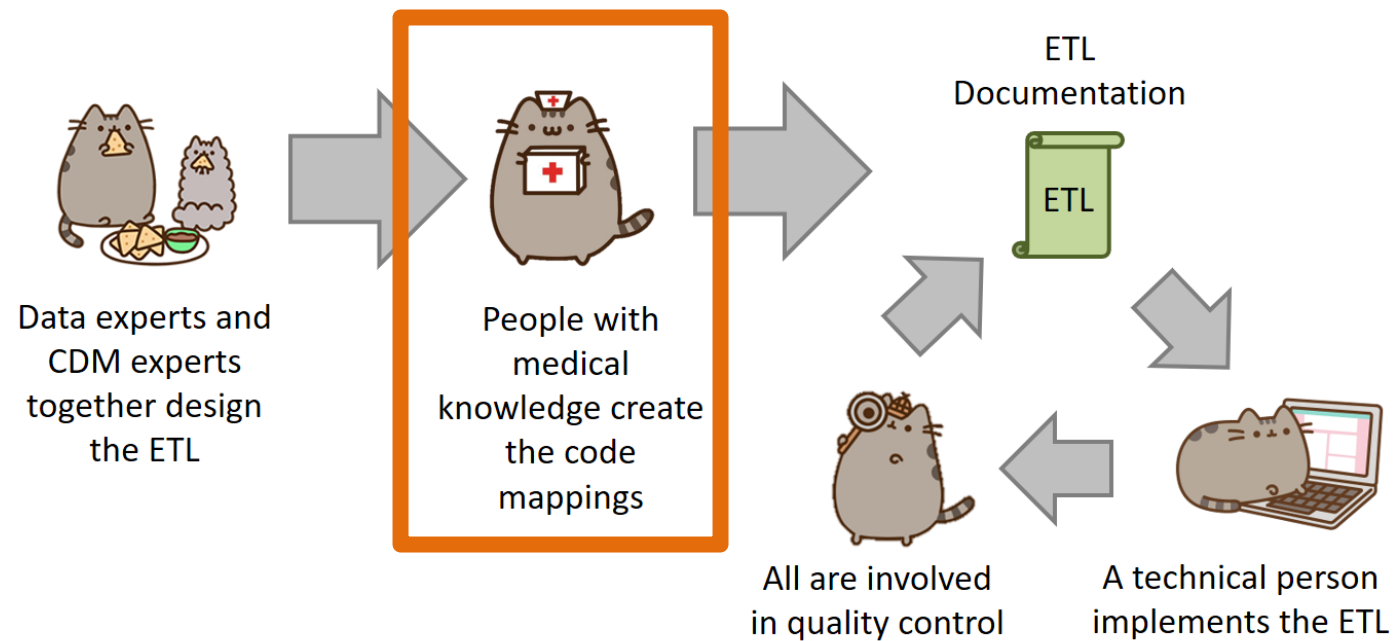 Data experts and
CDM experts
together design
the ETL
People with
medical
knowledge create
the code
mappings
ETL
Documentation
ETL
A technical person
implements the ETL
All are involved
in quality control